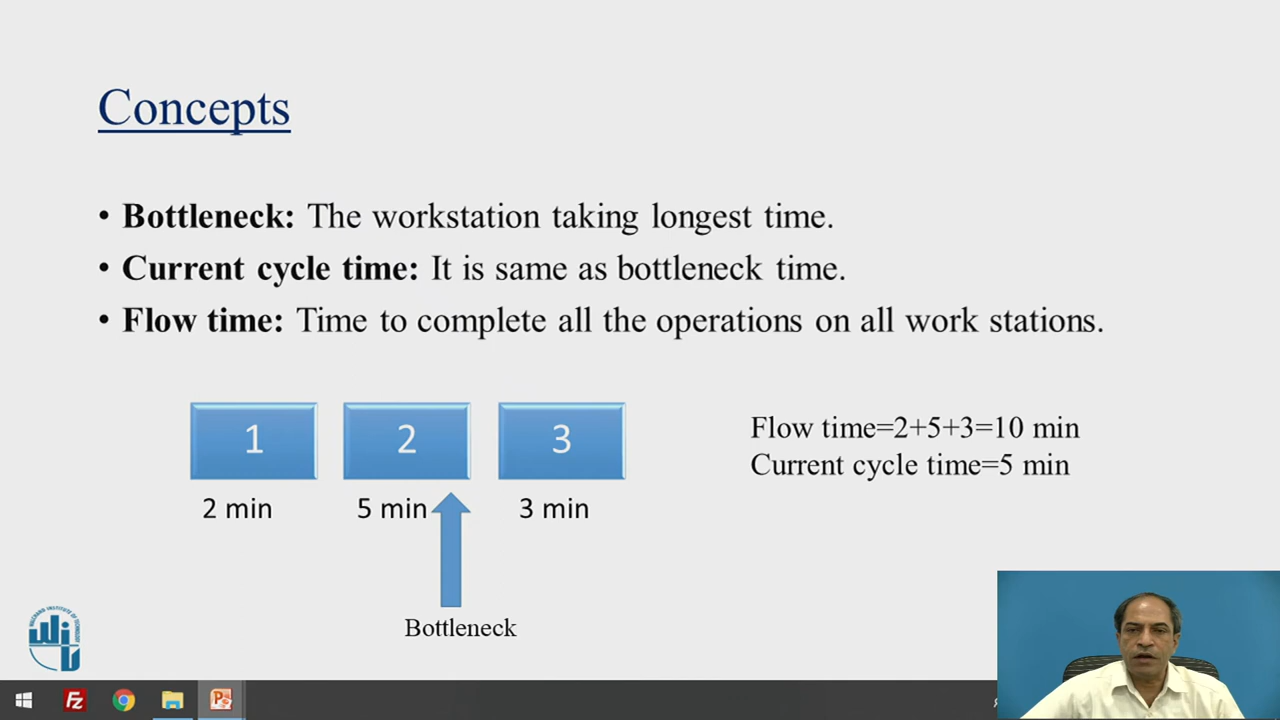 Concepts
• Bottleneck: The workstation taking longest time.
• Current cycle time: It is same as bottleneck time.
• Flow time: Time to complete all the operations on all work stations.
1 2 3
2 min 5 min 3 min
Flow time=2+5+3=10 min
Current cycle time=5 min
Bottleneck